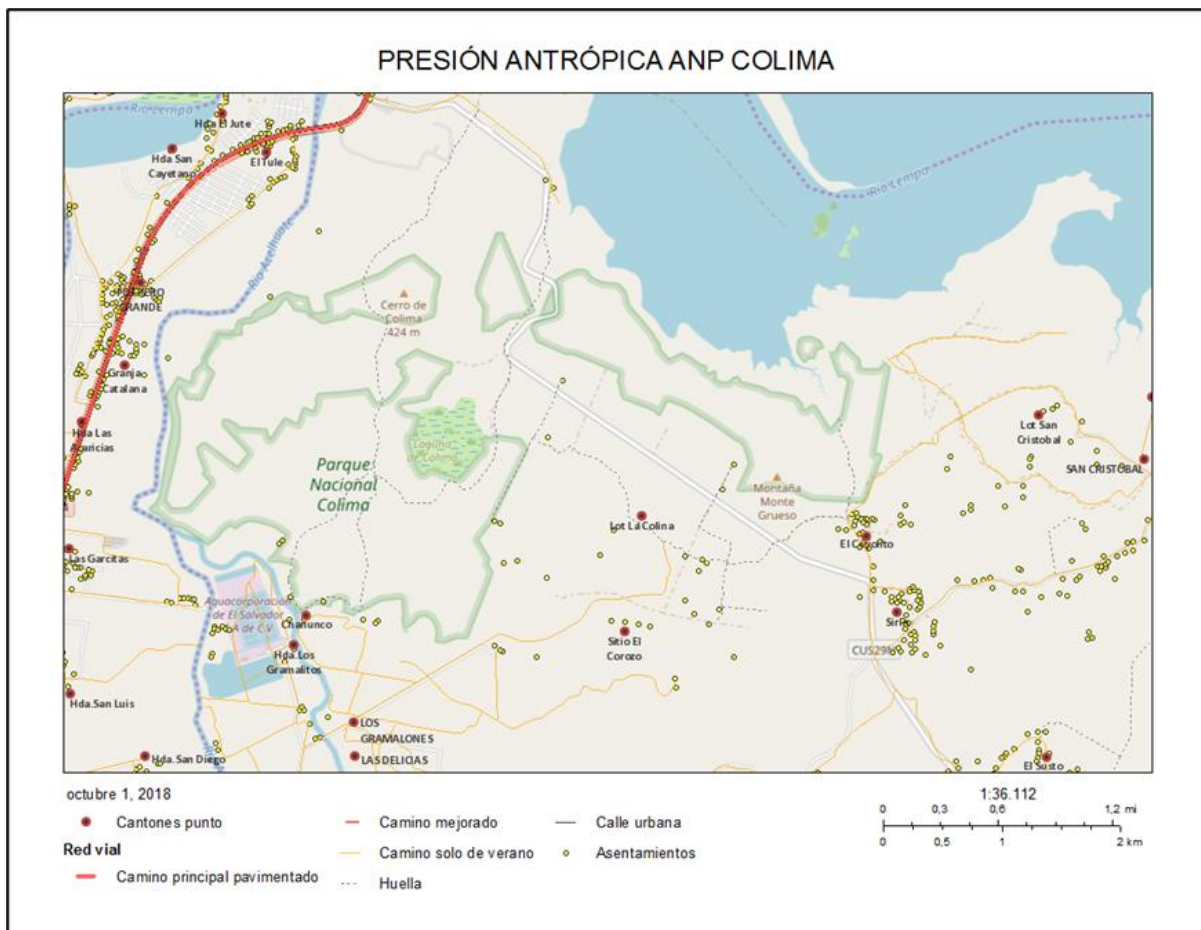 PRESIÓN ANTRÓPICA ANP COLIMA
Rio Lempa
Hda El Jute
Hda San
Cayetano
El Tule
Rio Lempa
Rio Acelhuate
GRANDE
Cerro de
Colima
424 m
Granja
Catalana
Hda Las
Laguna
de Colima
Lot San
Cristobal
SAN CRISTOBAL
Parque
Nacional
Colima
Montaña
Monte
Grueso
Lot La Colina
Las Garcitas
Aquacorporación
de El Salvador
S.A de C.V
Chañunco
Hda.Los
Gramalitos
Sitio El
Corozo
CUS29
Hda.San Luis
LOS
GRAMALONES
Hda.San Diego
LAS DELICIAS
El Susto
octubre 1, 2018
1:36.112
0 0,3 0,6 1,2 mi
0 0,5 1 2 km
Cantones punto
Camino mejorado
Calle urbana
Red vial
Camino solo de verano
Asentamientos
Camino principal pavimentado
Huella